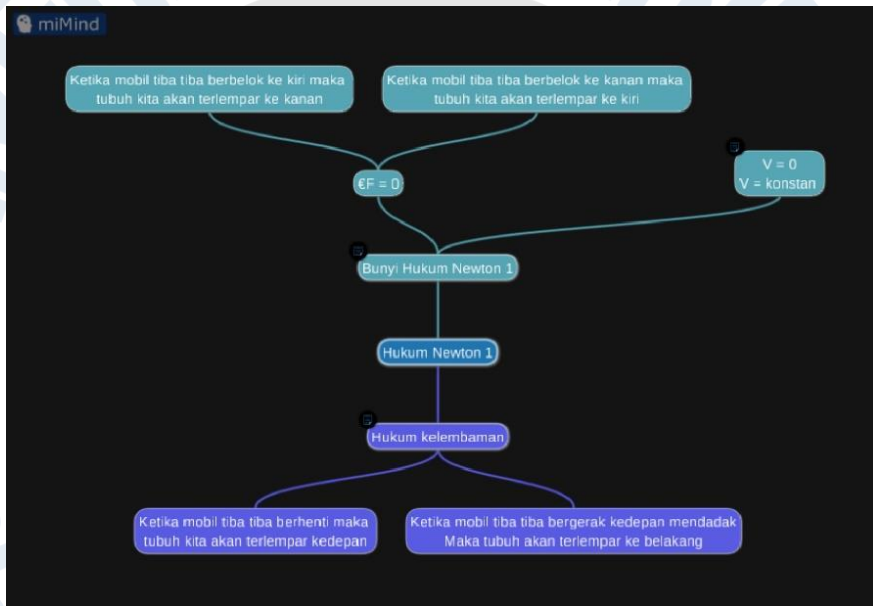 miMind
Ketika mobil tiba tiba berbelok ke kiri maka
tubuh kita akan terlempar ke kanan
Ketika mobil tiba tiba berbelok ke kanan maka
tubuh kita akan terlempar ke kiri
€F = 0
V = 0
V = konstan
Bunyi Hukum Newton 1
Hukum Newton 1
Hukum kelembaman
Ketika mobil tiba tiba berhenti maka
tubuh kita akan terlempar kedepan
Ketika mobil tiba tiba bergerak kedepan mendadak
Maka tubuh akan terlempar ke belakang